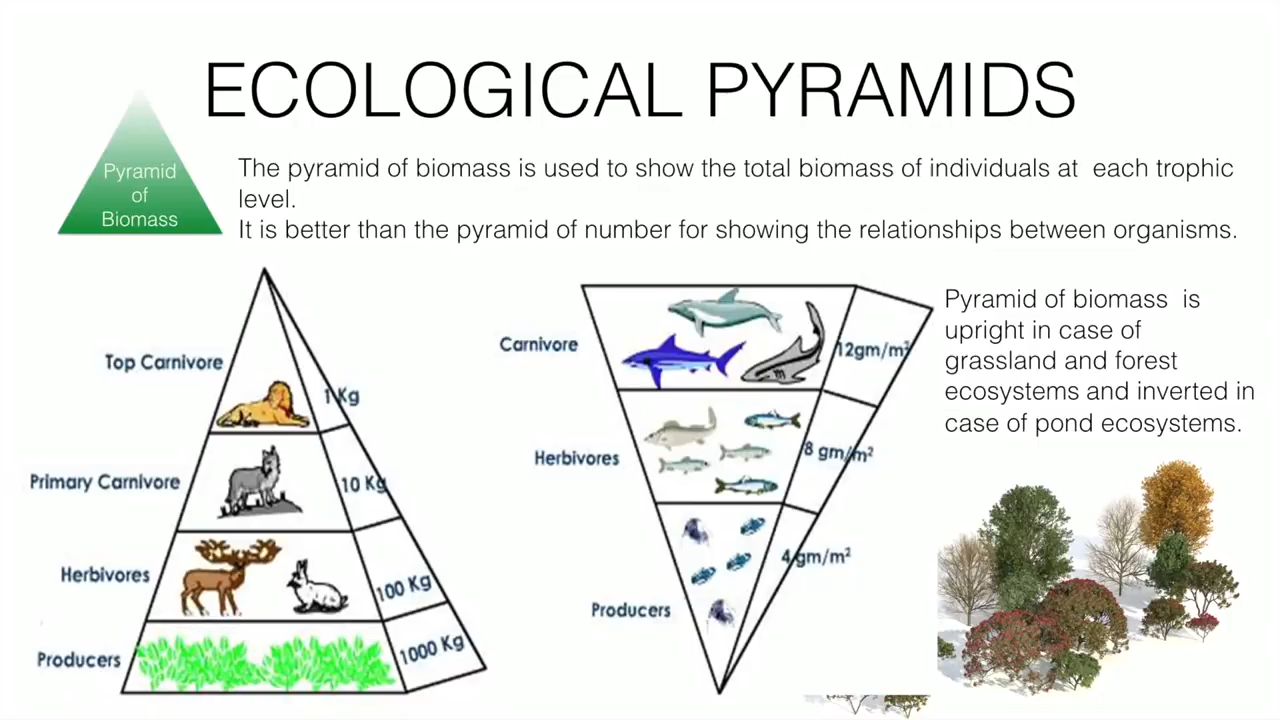 ECOLOGICAL PYRAMIDS
Pyramid
of
Biomass
The pyramid of biomass is used to show the total biomass of individuals at each trophic
level.
It is better than the pyramid of number for showing the relationships between organisms.
Top Carnivore
1 Kg
Primary Carnivore
10 Kg
Herbivores
100 Kg
Producers
1000 Kg
Carnivore
12gm/m²
Herbivores
8 gm/m²
4 gm/m²
Producers
Pyramid of biomass is
upright in case of
grassland and forest
ecosystems and inverted in
case of pond ecosystems.